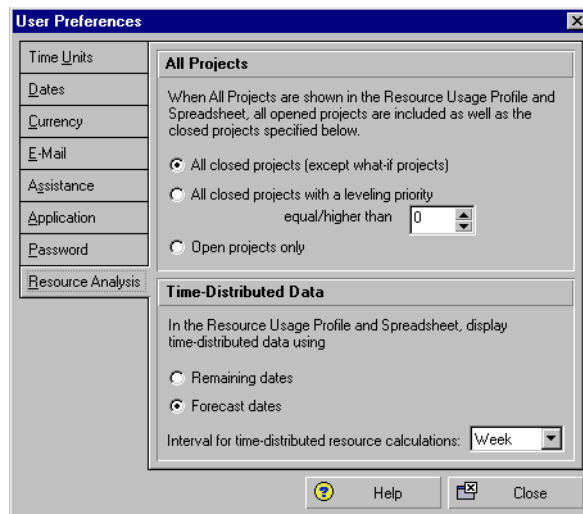 User Preferences
Time Units
Dates
Currency
E-Mail
Assistance
Application
Password
Resource Analysis
All Projects
When All Projects are shown in the Resource Usage Profile and
Spreadsheet, all opened projects are included as well as the
closed projects specified below.
All closed projects (except what-if projects)
All closed projects with a leveling priority
equal/higher than 0
Open projects only
Time-Distributed Data
In the Resource Usage Profile and Spreadsheet, display
time-distributed data using
Remaining dates
Forecast dates
Interval for time-distributed resource calculations: Week
Help Close